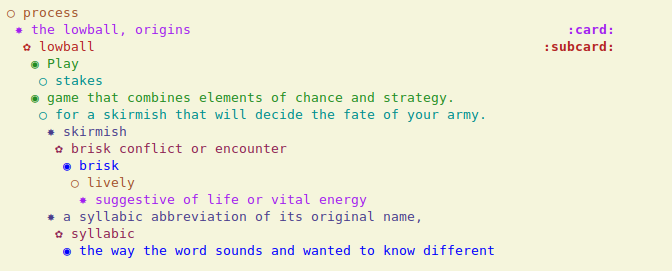 ○ process
✸ the lowball, origins :card:
✿ lowball :subcard:
◉ Play
○ stakes
◉ game that combines elements of chance and strategy.
○ for a skirmish that will decide the fate of your army.
✸ skirmish
✿ brisk conflict or encounter
◉ brisk
○ lively
✸ suggestive of life or vital energy
✸ a syllabic abbreviation of its original name,
✿ syllabic
◉ the way the word sounds and wanted to know different